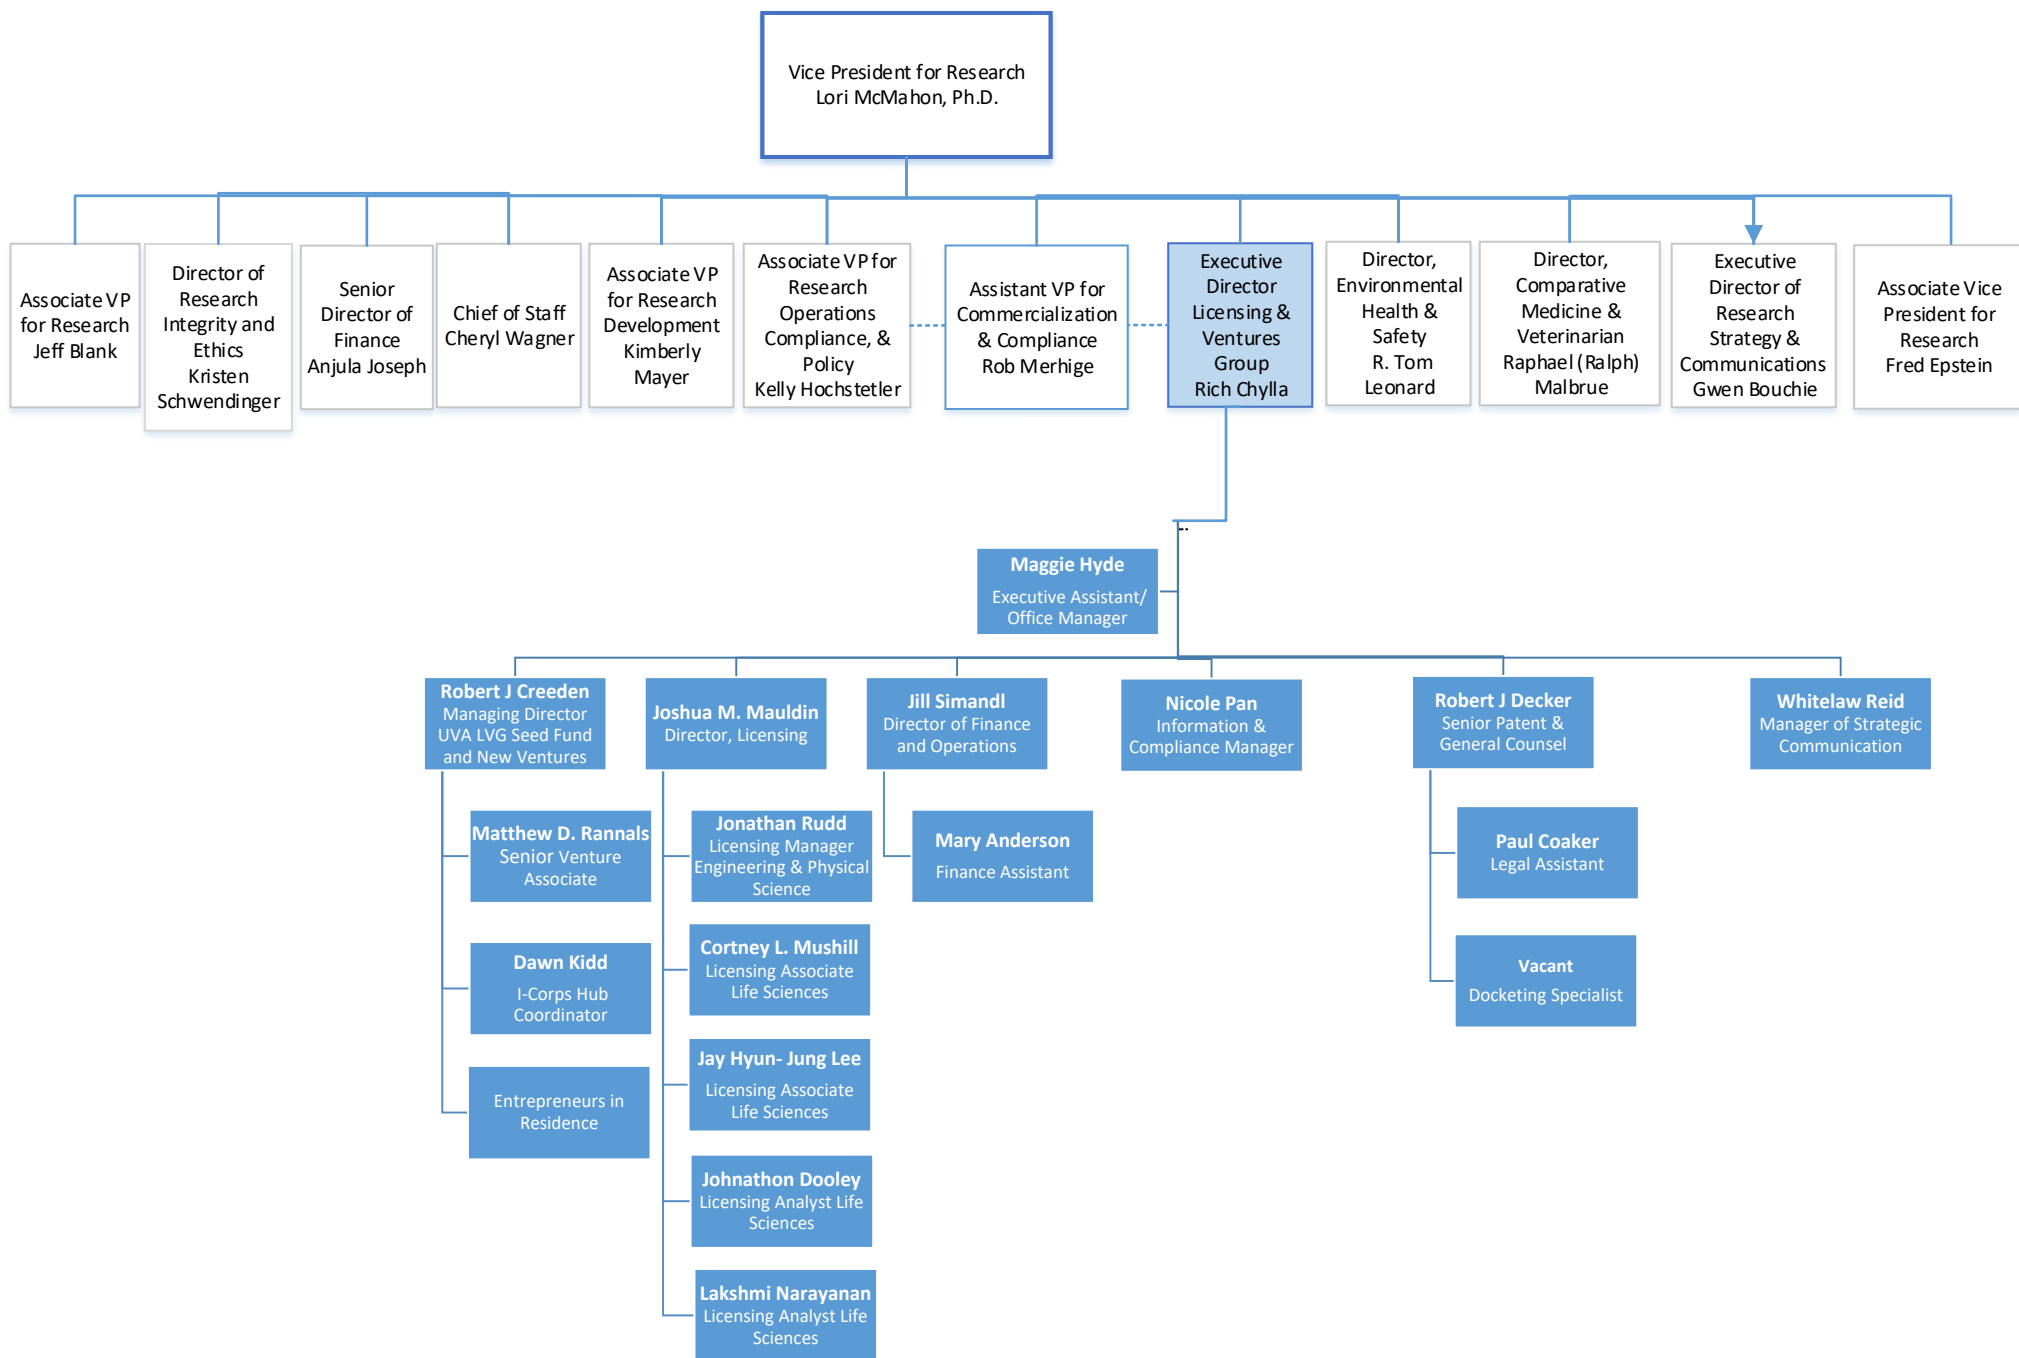 Vice President for Research
Lori McMahon, Ph.D.
Associate VP
for Research
Jeff Blank
Director of
Research
Integrity and
Ethics
Kristen
Schwendinger
Senior
Director of
Finance
Anjula Joseph
Chief of Staff
Cheryl Wagner
Associate VP
for Research
Development
Kimberly
Mayer
Associate VP for
Research
Operations
Compliance, &
Policy
Kelly Hochstetler
Assistant VP for
Commercialization
& Compliance
Rob Merhige
Executive
Director
Licensing &
Ventures
Group
Rich Chylla
Director,
Environmental
Health &
Safety
R. Tom
Leonard
Director,
Comparative
Medicine &
Veterinarian
Raphael (Ralph)
Malbrue
Executive
Director of
Research
Strategy &
Communications
Gwen Bouchie
Associate Vice
President for
Research
Fred Epstein
Maggie Hyde
Executive Assistant/
Office Manager
Robert J Creeden
Managing Director
UVA LVG Seed Fund
and New Ventures
Joshua M. Mauldin
Director, Licensing
Jill Simandl
Director of Finance
and Operations
Nicole Pan
Information &
Compliance Manager
Robert J Decker
Senior Patent &
General Counsel
Whitelaw Reid
Manager of Strategic
Communication
Matthew D. Rannals
Senior Venture
Associate
Dawn Kidd
I-Corps Hub
Coordinator
Entrepreneurs in
Residence
Jonathan Rudd
Licensing Manager
Engineering & Physical
Science
Cortney L. Mushill
Licensing Associate
Life Sciences
Jay Hyun- Jung Lee
Licensing Associate
Life Sciences
Johnathon Dooley
Licensing Analyst Life
Sciences
Lakshmi Narayanan
Licensing Analyst Life
Sciences
Mary Anderson
Finance Assistant
Paul Coaker
Legal Assistant
Vacant
Docketing Specialist